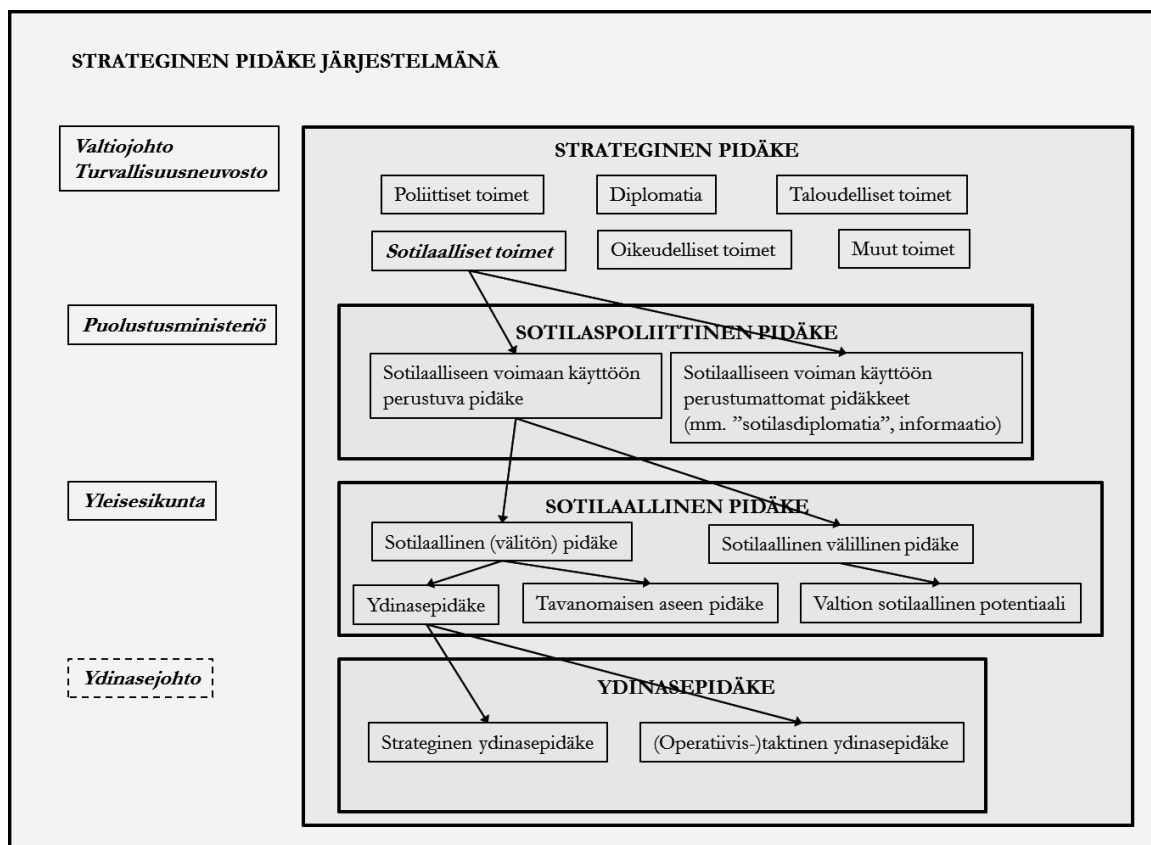 STRATEGINEN PIDÄKE JÄRJESTELMÄNÄ
Valtiojohto
Turvallisuusneuvosto
STRATEGINEN PIDÄKE
Poliittiset toimet
Diplomatia
Taloudelliset toimet
Sotilaalliset toimet
Oikeudelliset toimet
Muut toimet
Puolustusministeriö
SOTILASPOLIITTINEN PIDÄKE
Sotilaalliseen voimaan käyttöön
perustuva pidäke
Sotilaalliseen voiman käyttöön
perustumattomat pidäkkeet
(mm. ”sotilasdiplomatia”, informaatio)
Yleisesikunta
SOTILAALLINEN PIDÄKE
Sotilaallinen (välitön) pidäke
Sotilaallinen välillinen pidäke
Ydinasepidäke
Tavanomaisen aseen pidäke
Valtion sotilaallinen potentiaali
Ydinasejohto
YDINASEPIDÄKE
Strateginen ydinasepidäke
(Operatiivis-)taktinen ydinasepidäke